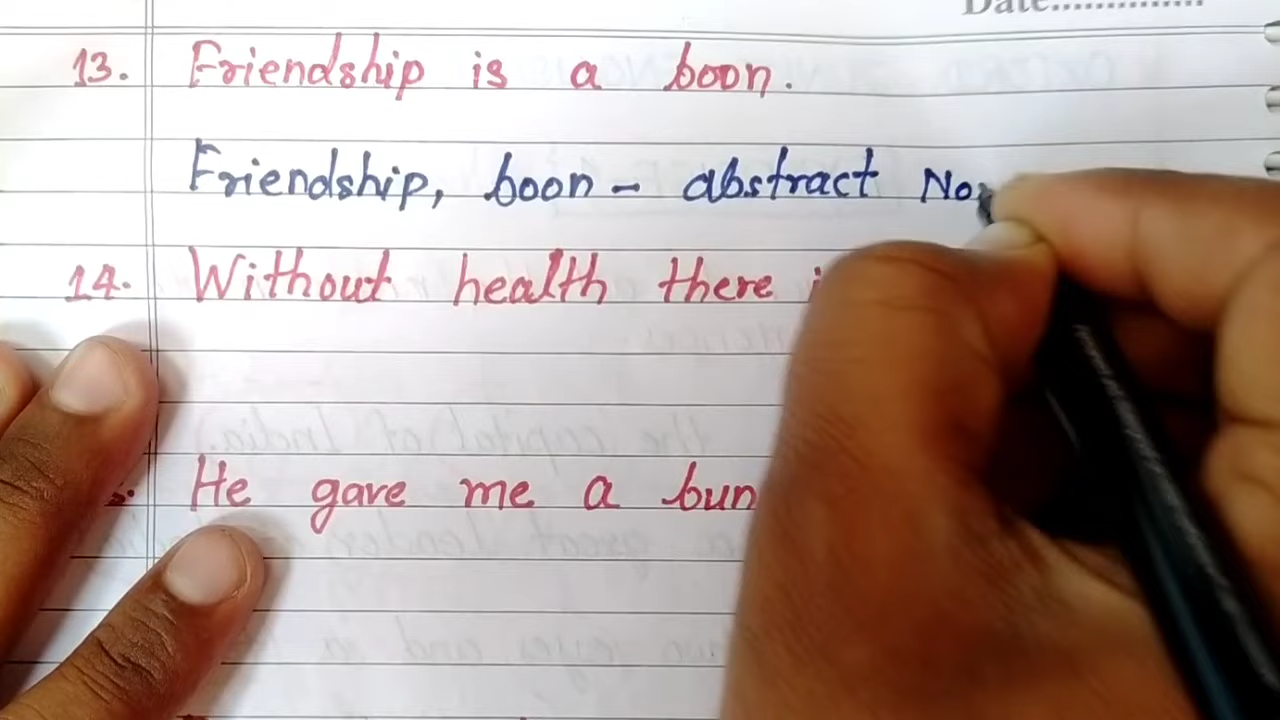 Date..............
13. Friendship is a boon.
Friendship, boon - abstract No
14. Without health there
He gave me a bun